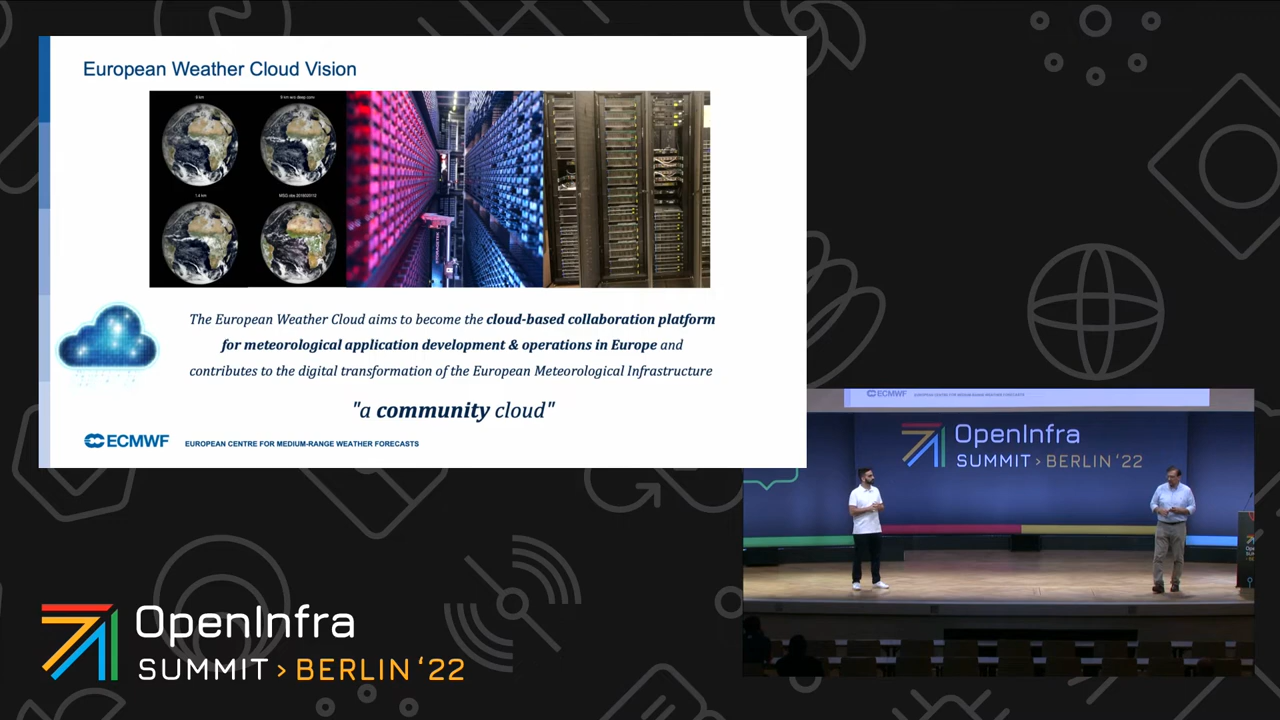 European Weather Cloud Vision
The European Weather Cloud aims to become the cloud-based collaboration platform
for meteorological application development & operations in Europe and
contributes to the digital transformation of the European Meteorological Infrastructure
"a community cloud"
ECMWF
EUROPEAN CENTRE FOR MEDIUM-RANGE WEATHER FORECASTS
ECMWF
OpenInfra
SUMMIT > BERLIN '22
OpenInfra
SUMMIT > BERLIN '22